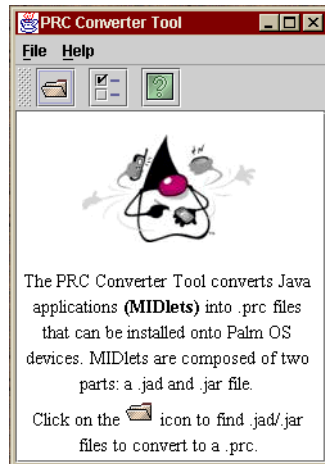 PRC Converter Tool
File Help
The PRC Converter Tool converts Java
applications (MIDlets) into .prc files
that can be installed onto Palm OS
devices. MIDlets are composed of two
parts: a .jad and .jar file.
Click on the icon to find .jad/.jar
files to convert to a .prc.